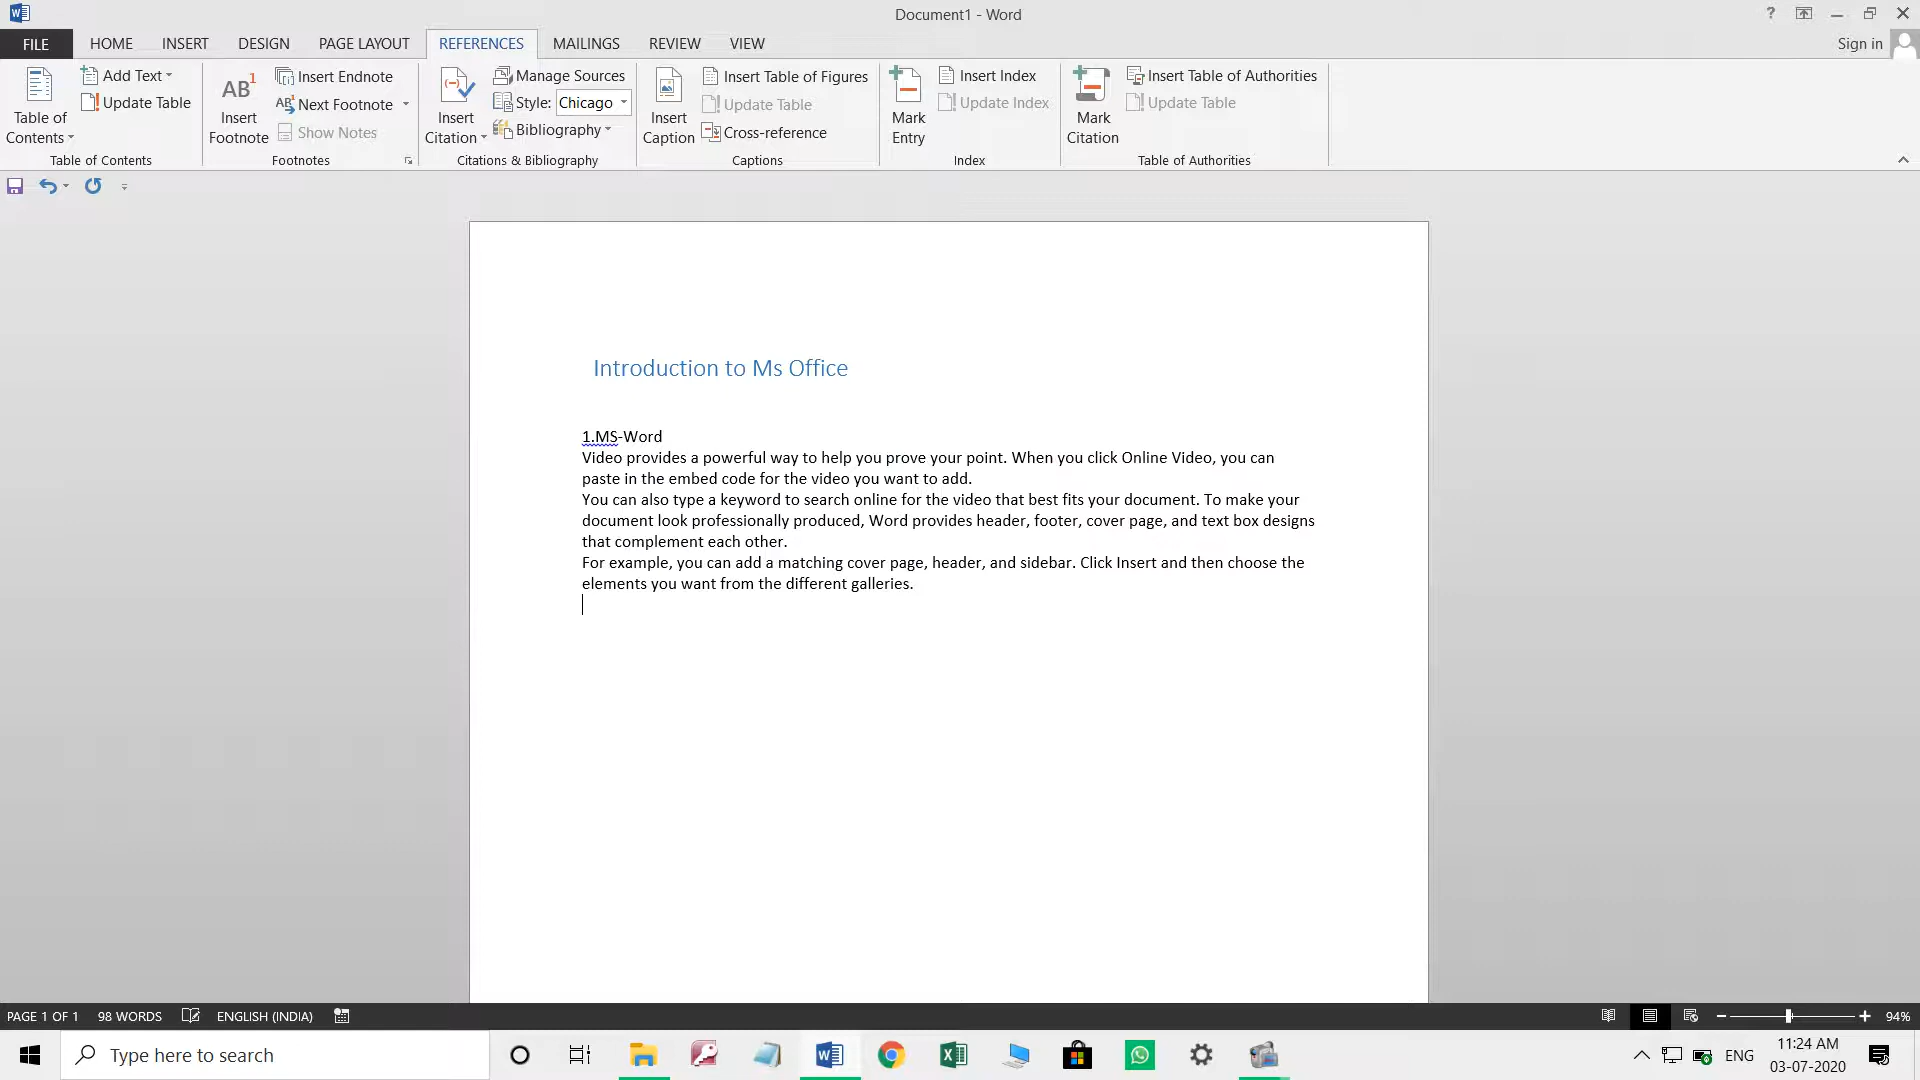 Document1 - Word
FILE HOME INSERT DESIGN PAGE LAYOUT REFERENCES MAILINGS REVIEW VIEW Sign in
Table of Contents
Add Text
Update Table
Table of Contents
AB1 Insert Footnote
Insert Endnote
AB1 Next Footnote
Show Notes
Footnotes
Insert Citation
Manage Sources
Style: Chicago
Bibliography
Citations & Bibliography
Insert Caption
Insert Table of Figures
Update Table
Cross-reference
Captions
Mark Entry
Insert Index
Update Index
Index
Mark Citation
Insert Table of Authorities
Update Table
Table of Authorities
Introduction to Ms Office
1.MS-Word
Video provides a powerful way to help you prove your point. When you click Online Video, you can
paste in the embed code for the video you want to add.
You can also type a keyword to search online for the video that best fits your document. To make your
document look professionally produced, Word provides header, footer, cover page, and text box designs
that complement each other.
For example, you can add a matching cover page, header, and sidebar. Click Insert and then choose the
elements you want from the different galleries.
PAGE 1 OF 1 98 WORDS ENGLISH (INDIA) 94%
Type here to search
ENG
11:24 AM
03-07-2020